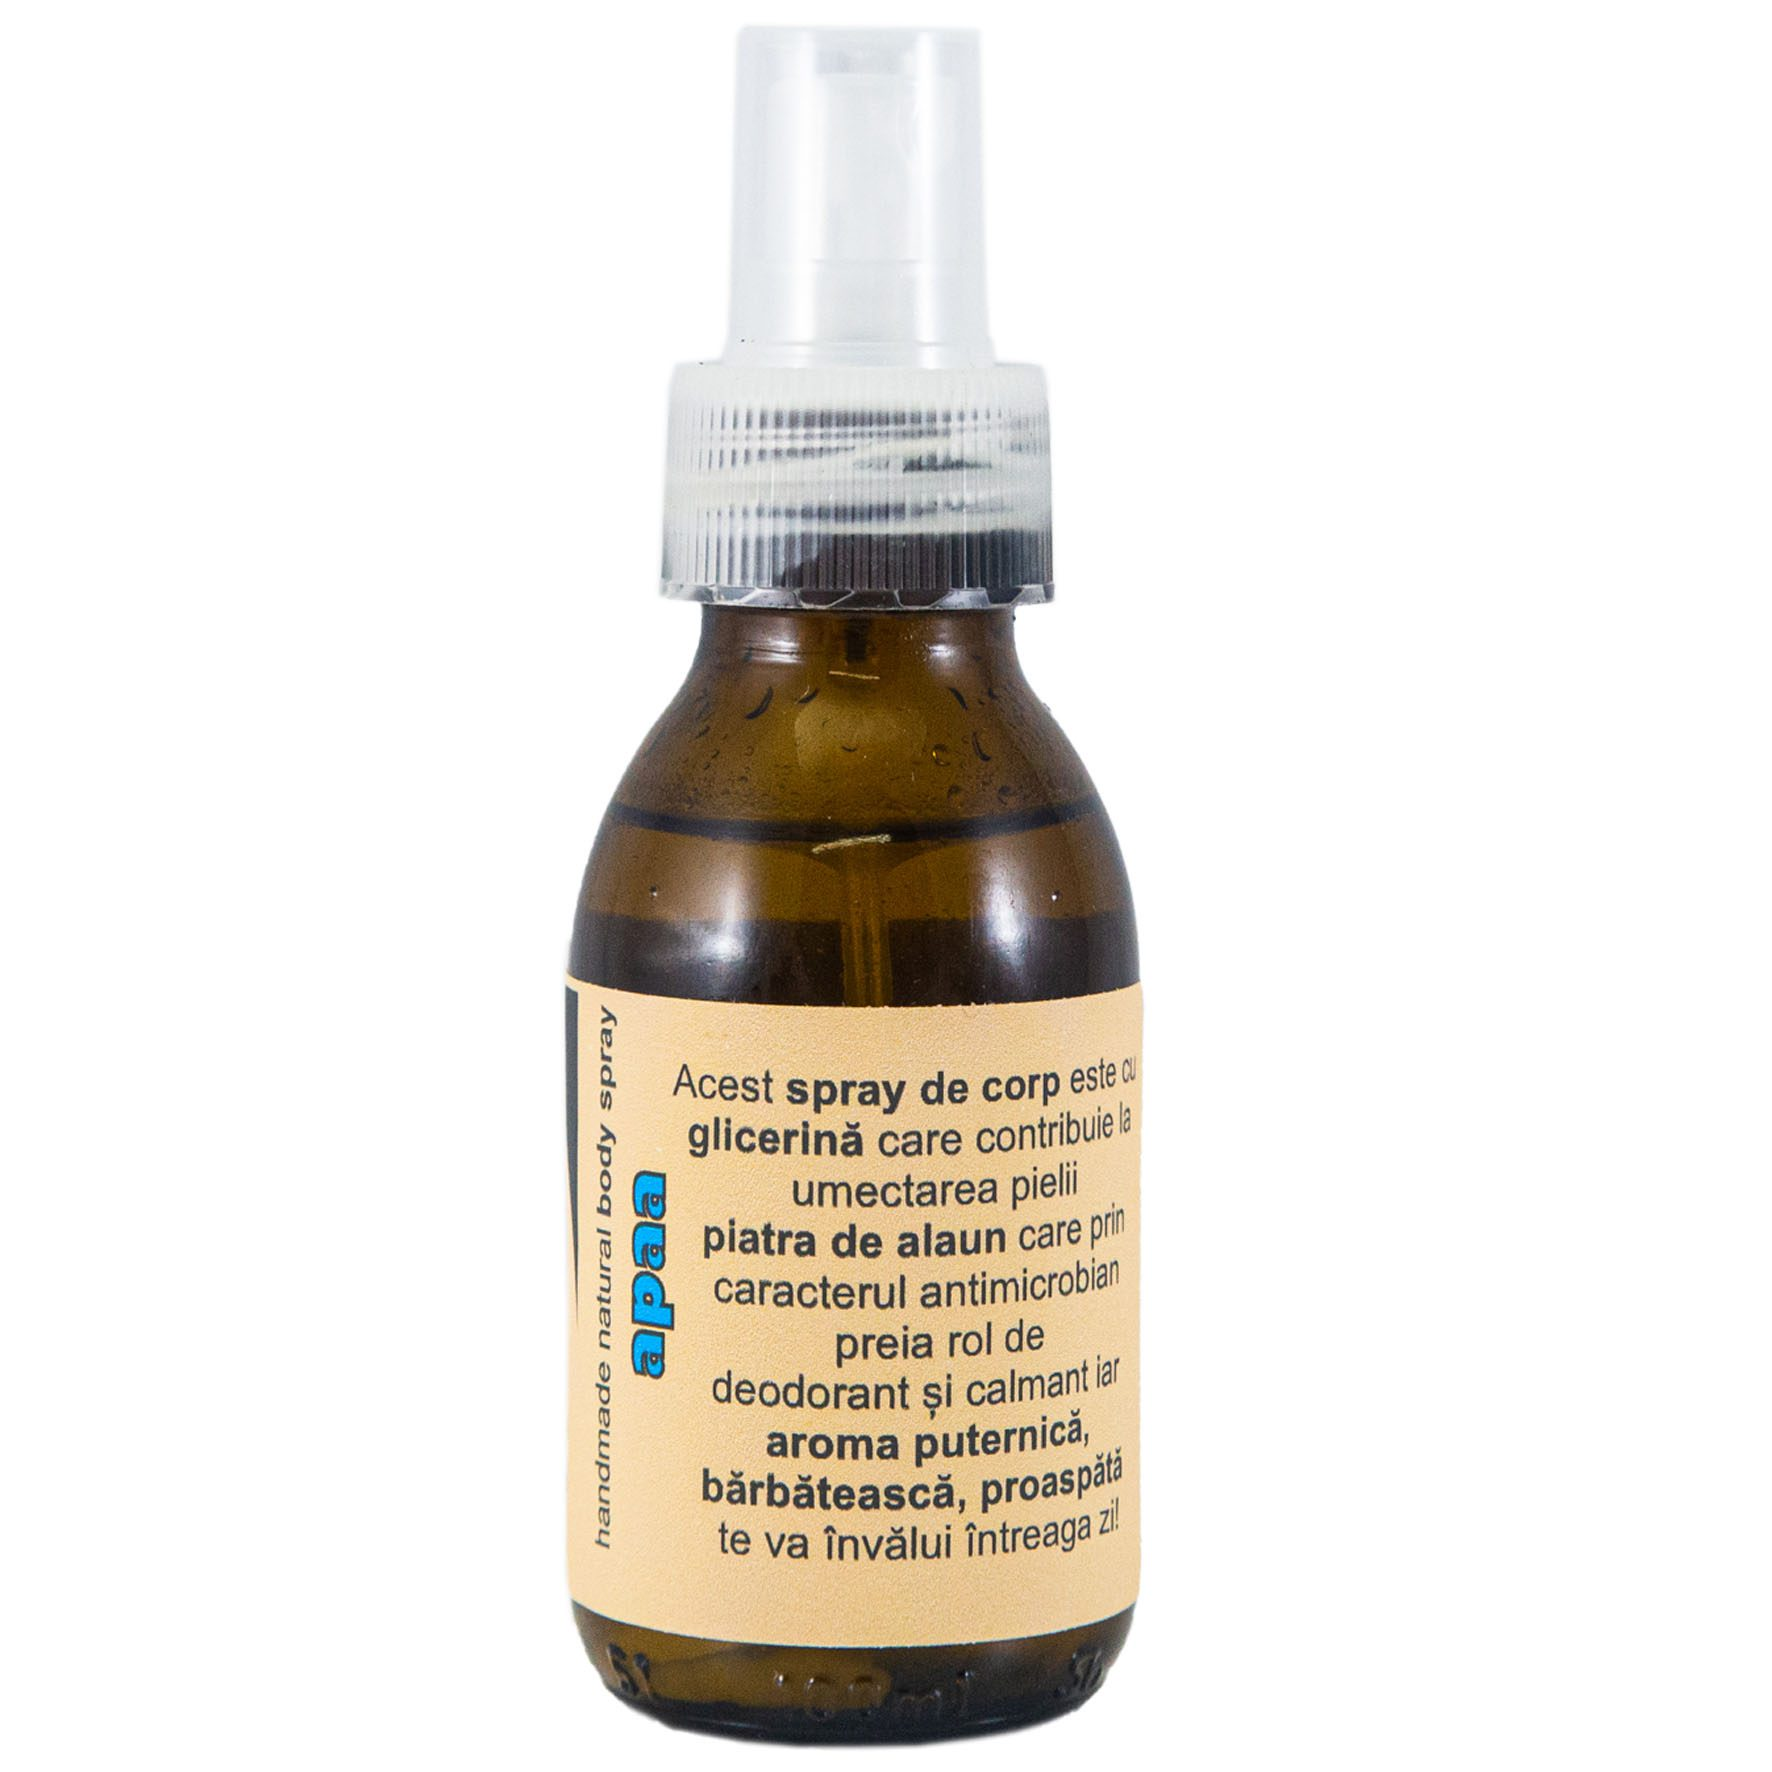 handmade natural body spray
apaa
Acest spray de corp este cu
glicerină care contribuie la
umectarea pielii
piatra de alaun care prin
caracterul antimicrobian
preia rol de
deodorant și calmant iar
aroma puternică,
bărbătească, proaspătă
te va învălui întreaga zi!
100ml